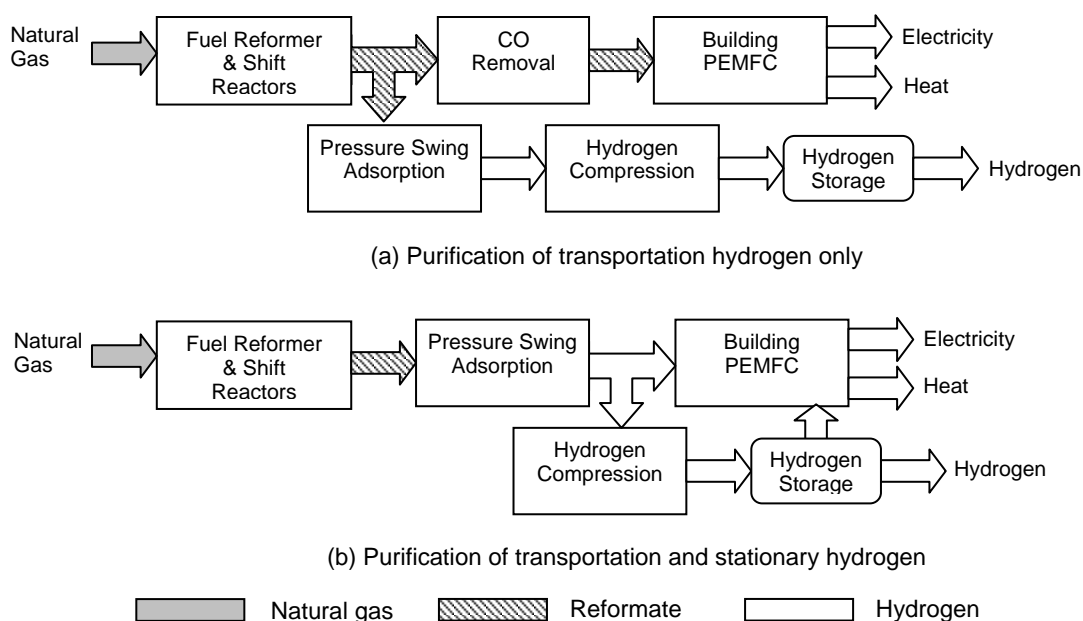 Natural
Gas
Fuel Reformer
& Shift
Reactors
CO
Removal
Building
PEMFC
Electricity
Heat
Pressure Swing
Adsorption
Hydrogen
Compression
Hydrogen
Storage
Hydrogen
(a) Purification of transportation hydrogen only
Natural
Gas
Fuel Reformer
& Shift
Reactors
Pressure Swing
Adsorption
Building
PEMFC
Electricity
Heat
Hydrogen
Compression
Hydrogen
Storage
Hydrogen
(b) Purification of transportation and stationary hydrogen
Natural gas
Reformate
Hydrogen